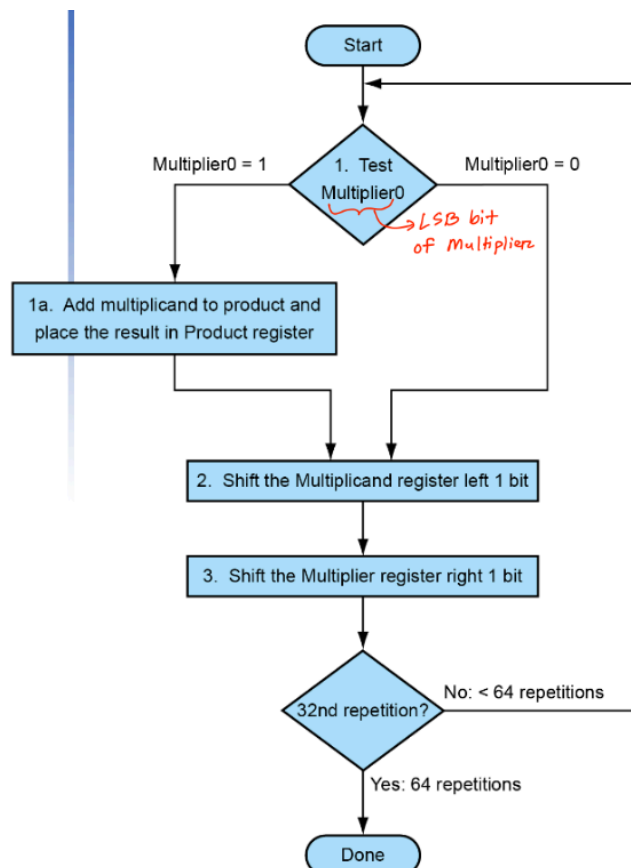 Start
Multiplier0 = 1
1. Test
Multiplier0
Multiplier0 = 0
LSB bit
of Multiplier
1a. Add multiplicand to product and
place the result in Product register
2. Shift the Multiplicand register left 1 bit
3. Shift the Multiplier register right 1 bit
32nd repetition?
No: < 64 repetitions
Yes: 64 repetitions
Done